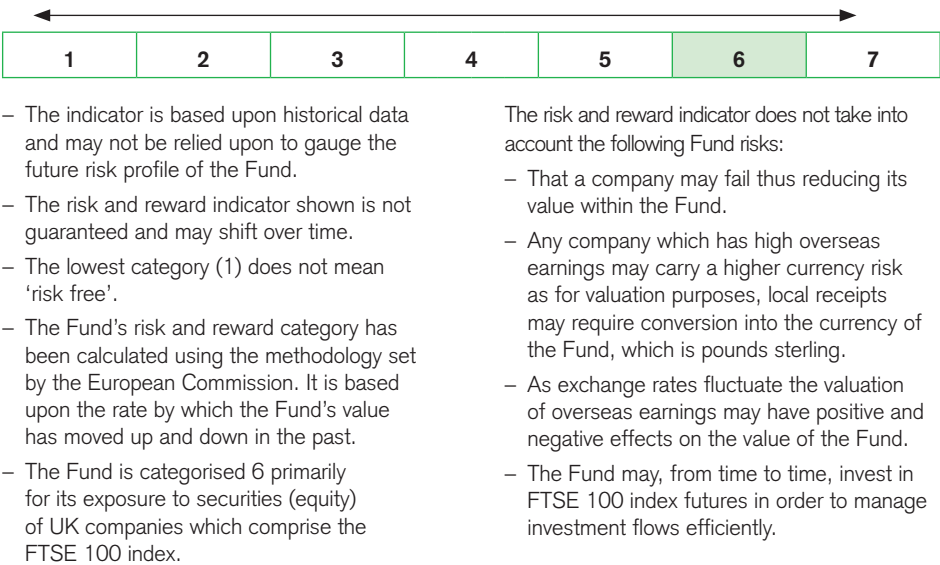 1 2 3 4 5 6 7
– The indicator is based upon historical data
and may not be relied upon to gauge the
future risk profile of the Fund.
– The risk and reward indicator shown is not
guaranteed and may shift over time.
– The lowest category (1) does not mean
‘risk free’.
– The Fund’s risk and reward category has
been calculated using the methodology set
by the European Commission. It is based
upon the rate by which the Fund’s value
has moved up and down in the past.
– The Fund is categorised 6 primarily
for its exposure to securities (equity)
of UK companies which comprise the
FTSE 100 index.
The risk and reward indicator does not take into
account the following Fund risks:
– That a company may fail thus reducing its
value within the Fund.
– Any company which has high overseas
earnings may carry a higher currency risk
as for valuation purposes, local receipts
may require conversion into the currency of
the Fund, which is pounds sterling.
– As exchange rates fluctuate the valuation
of overseas earnings may have positive and
negative effects on the value of the Fund.
– The Fund may, from time to time, invest in
FTSE 100 index futures in order to manage
investment flows efficiently.